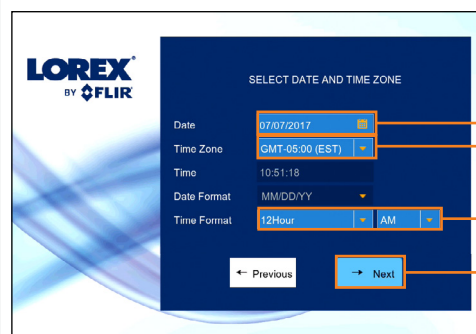 LOREX
BY FLIR
SELECT DATE AND TIME ZONE
Date 07/07/2017
Time Zone GMT-05:00 (EST)
Time 10:51:18
Date Format MM/DD/YY
Time Format 12Hour AM
← Previous → Next